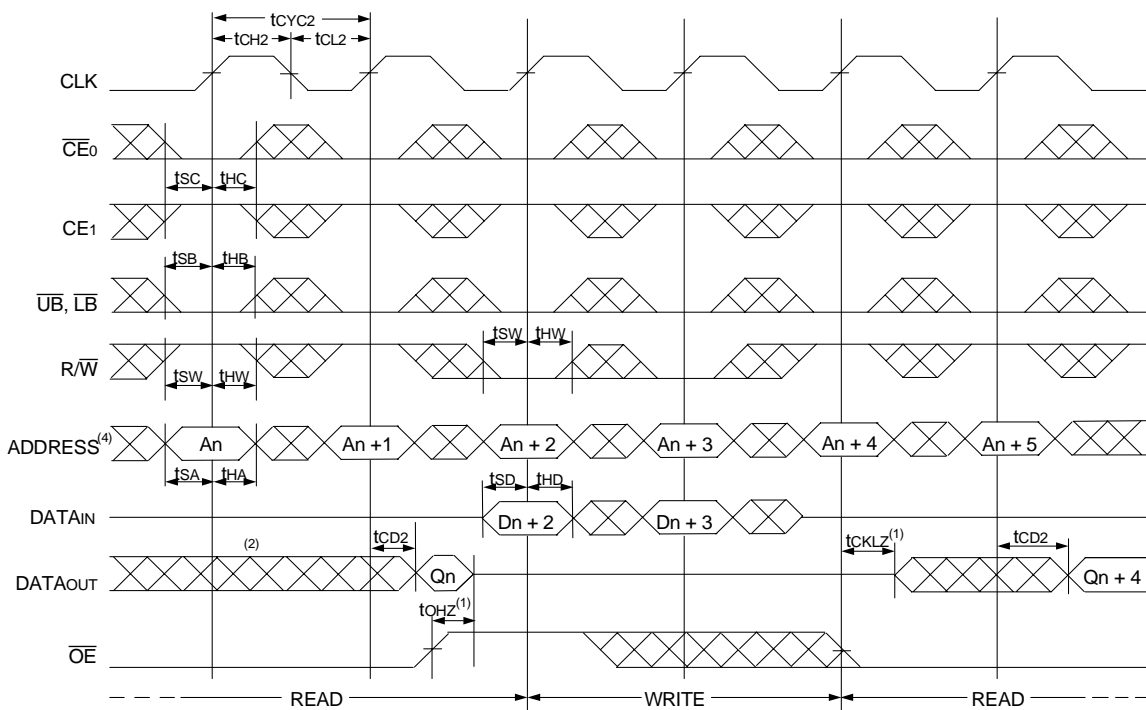 tCYC2
tCH2 tCL2
CLK
CE0
tSC tHC
CE1
tSB tHB
UB, LB
tSW tHW
R/W
tSW tHW
ADDRESS(4) An An + 1 An + 2 An + 3 An + 4 An + 5
tSA tHA tSD tHD
DATAIN Dn + 2 Dn + 3
(2) tCD2 tCKLZ(1) tCD2
DATAOUT Qn Qn + 4
tOHZ(1)
OE
READ WRITE READ